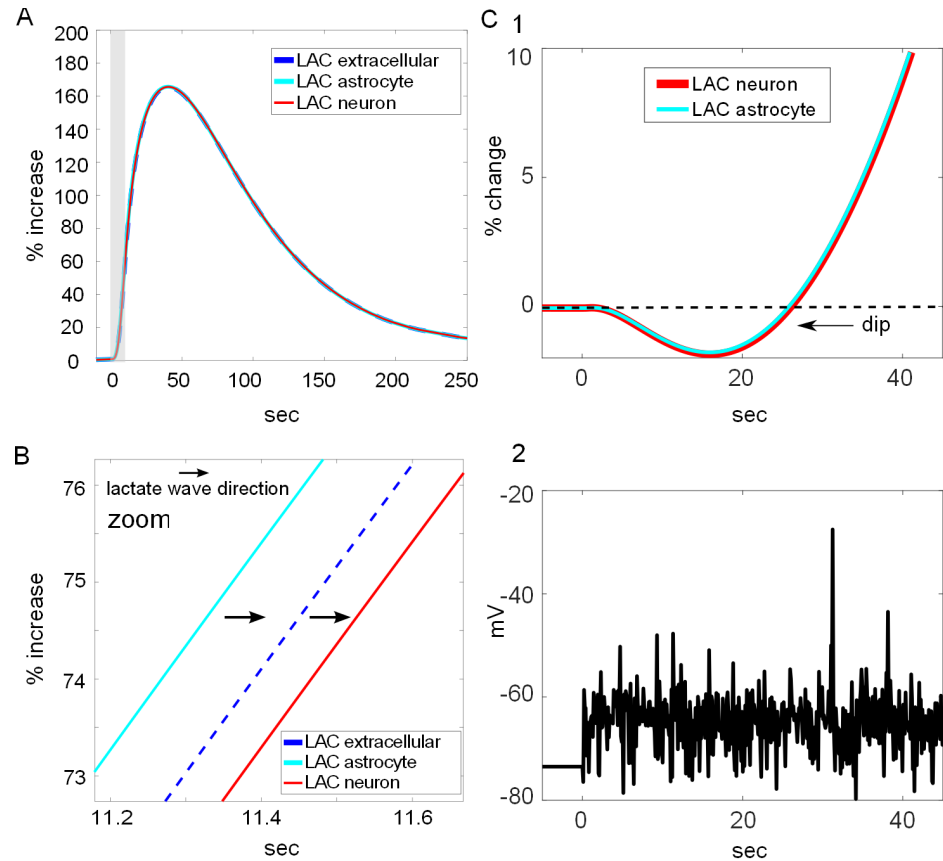 A
200
180
160
140
120
100
80
60
40
20
0
% increase
LAC extracellular
LAC astrocyte
LAC neuron
0 50 100 150 200 250
sec
B
76
75
74
73
% increase
lactate wave direction
zoom
LAC extracellular
LAC astrocyte
LAC neuron
11.2 11.4 11.6
sec
C 1
10
5
0
% change
LAC neuron
LAC astrocyte
dip
0 20 40
sec
2
-20
-40
-60
-80
mV
0 20 40
sec